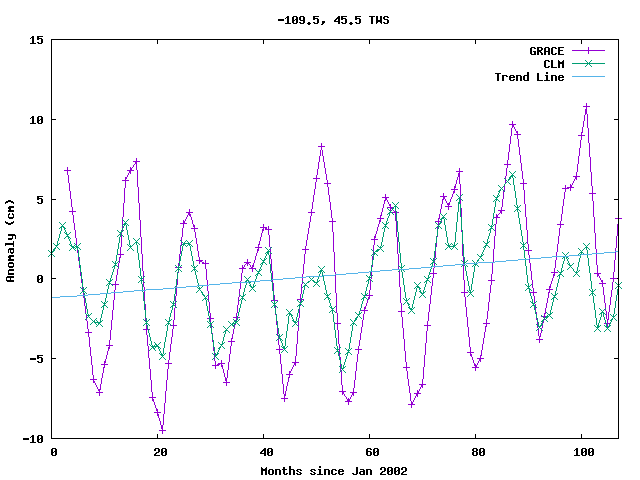 -109.5, 45.5 TWS
15
GRACE
CLM
Trend Line
10
5
0
-5
-10
Anomaly (cm)
0 20 40 60 80 100
Months since Jan 2002